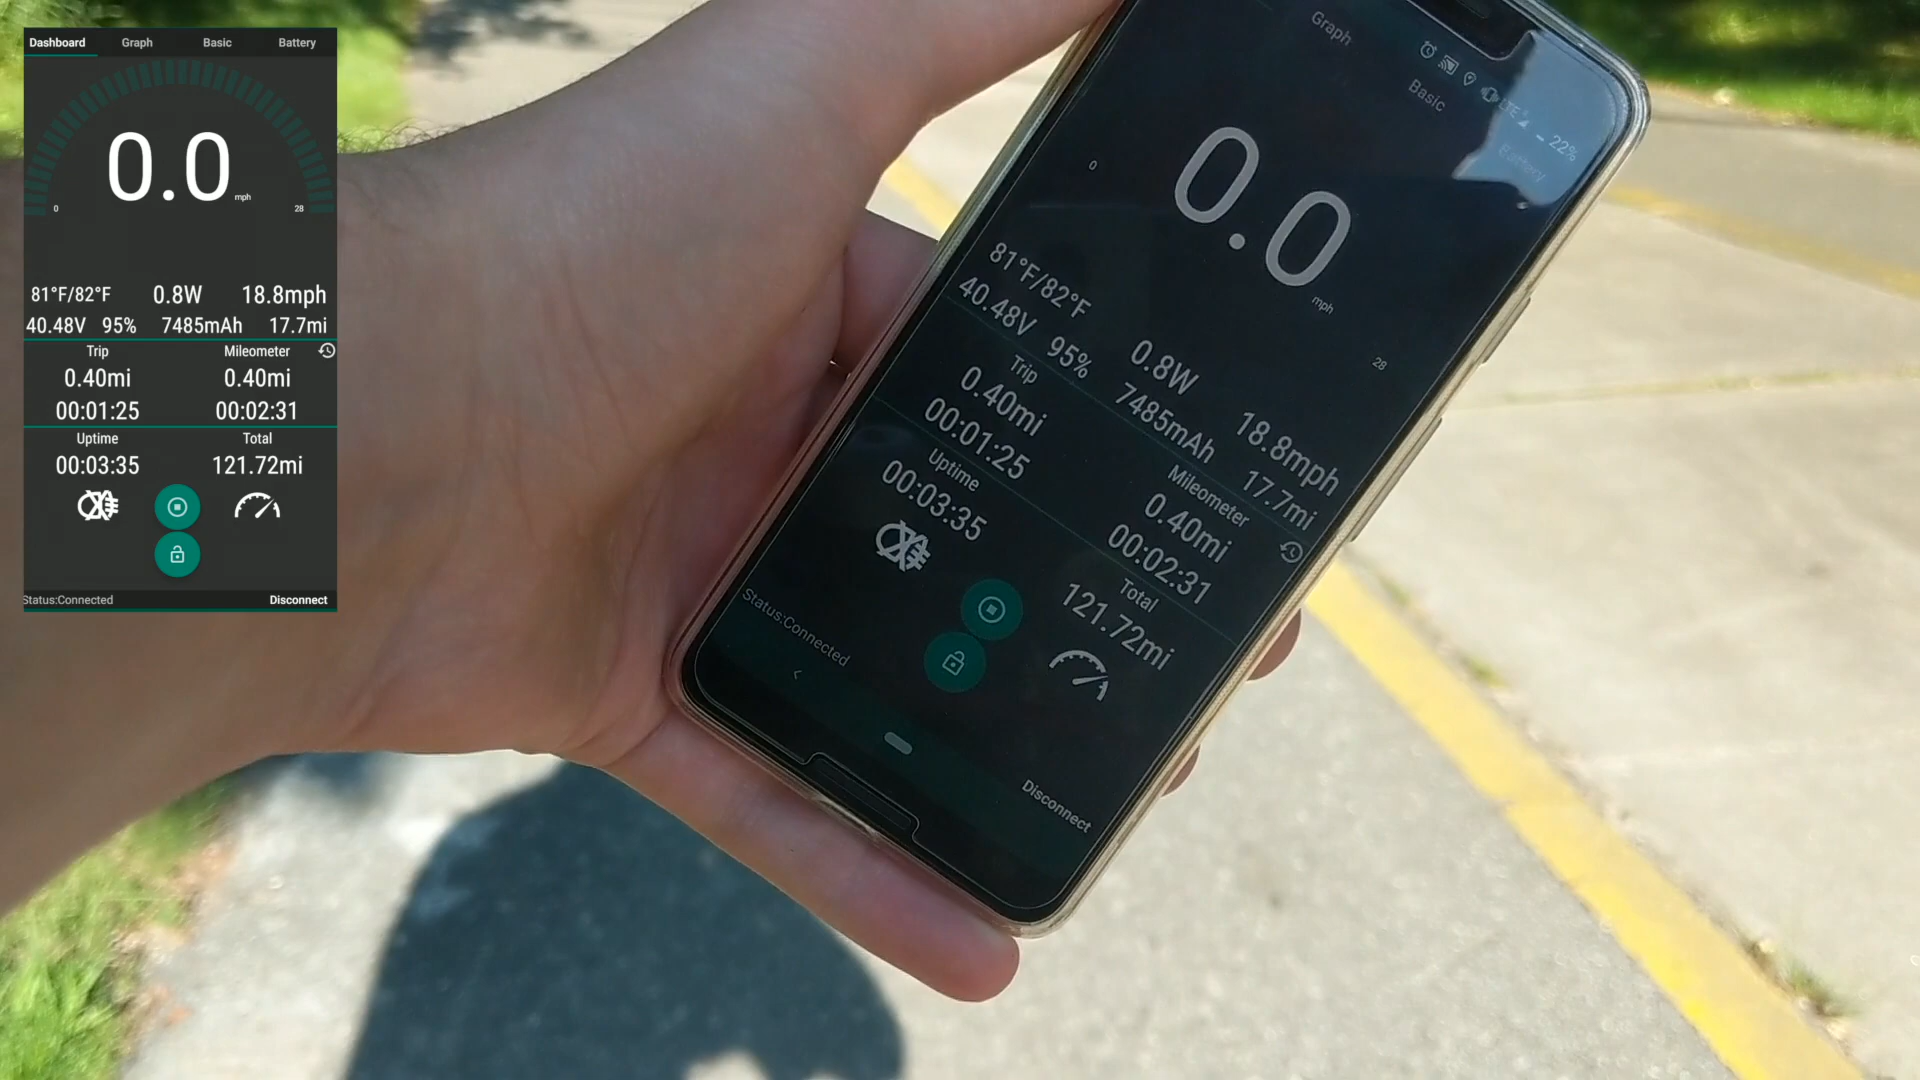 Dashboard Graph Basic Battery
0.0 mph
0 28
81°F/82°F 0.8W 18.8mph
40.48V 95% 7485mAh 17.7mi
Trip Mileometer
0.40mi 0.40mi
00:01:25 00:02:31
Uptime Total
00:03:35 121.72mi
Status:Connected Disconnect
Graph
Basic
Battery
LTE 22%
0.0 mph
0 28
81°F/82°F 0.8W 18.8mph
40.48V 95% 7485mAh 17.7mi
Trip Mileometer
0.40mi 0.40mi
00:01:25 00:02:31
Uptime Total
00:03:35 121.72mi
Status:Connected Disconnect